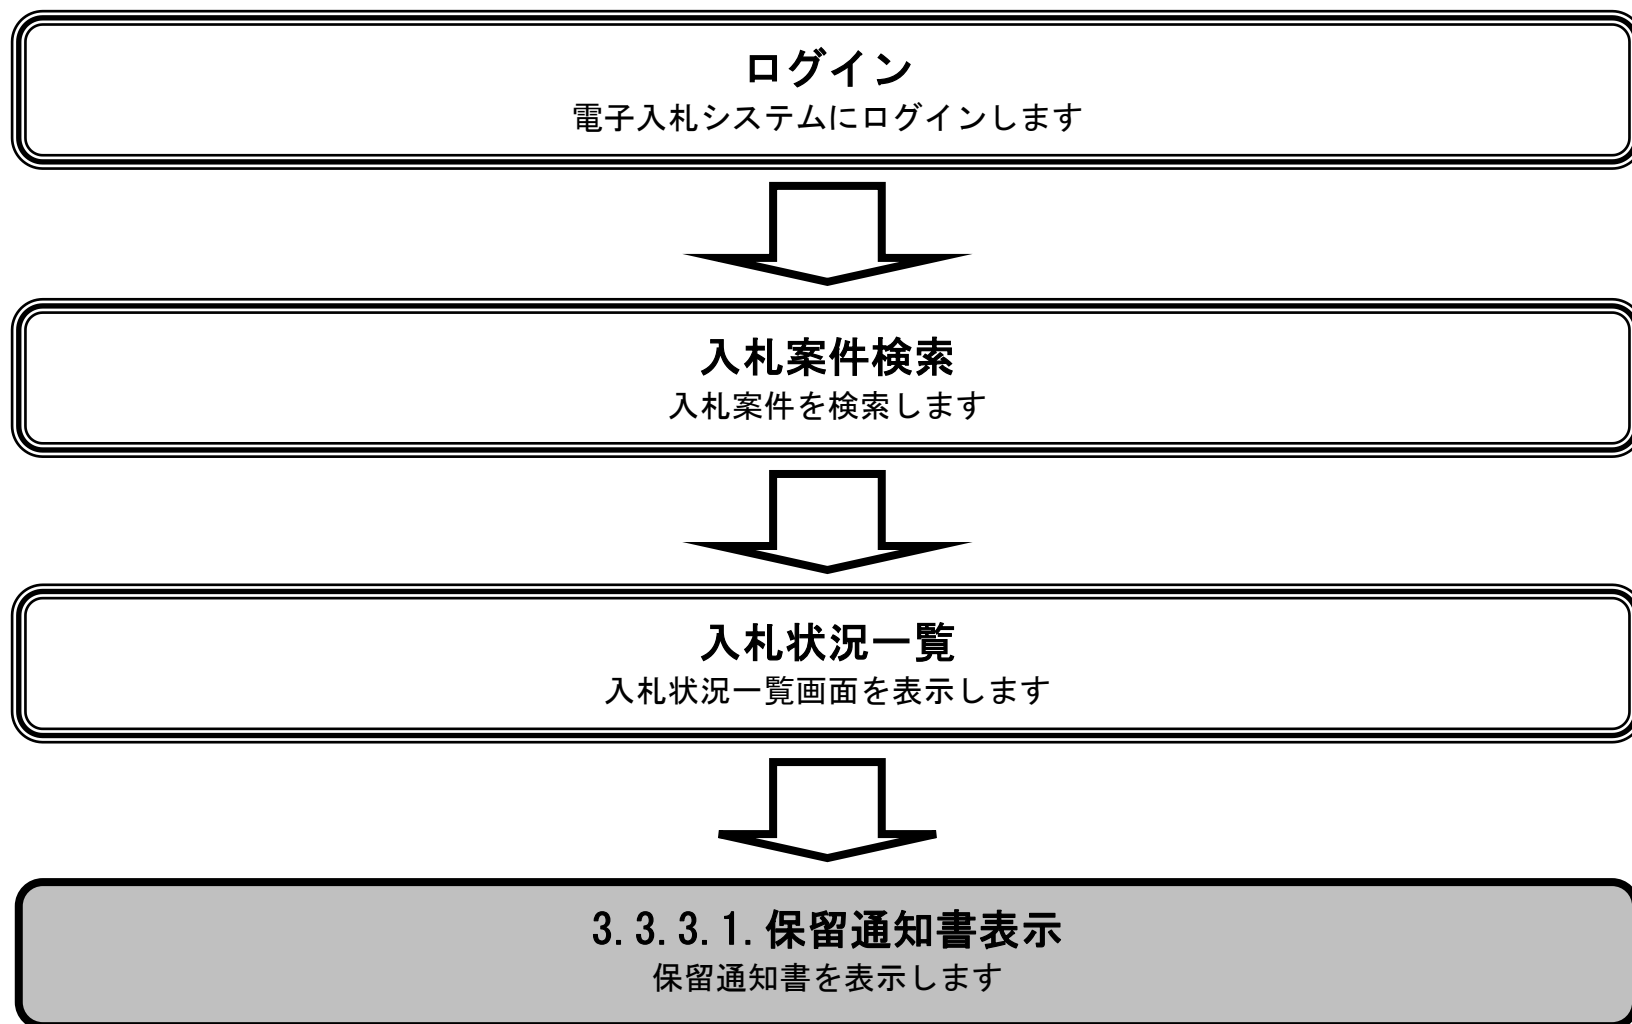 ログイン
電子入札システムにログインします
入札案件検索
入札案件を検索します
入札状況一覧
入札状況一覧画面を表示します
3.3.3.1.保留通知書表示
保留通知書を表示します